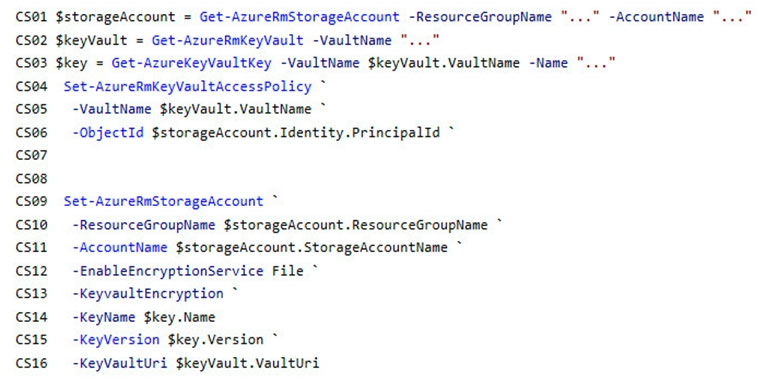 CS01 $storageAccount = Get-AzureRmStorageAccount -ResourceGroupName "..." -AccountName "..."
CS02 $keyVault = Get-AzureRmKeyVault -VaultName "..."
CS03 $key = Get-AzureKeyVaultKey -VaultName $keyVault.VaultName -Name "..."
CS04 Set-AzureRmKeyVaultAccessPolicy `
CS05 -VaultName $keyVault.VaultName `
CS06 -ObjectId $storageAccount.Identity.PrincipalId `
CS07
CS08
CS09 Set-AzureRmStorageAccount `
CS10 -ResourceGroupName $storageAccount.ResourceGroupName `
CS11 -AccountName $storageAccount.StorageAccountName `
CS12 -EnableEncryptionService File `
CS13 -KeyvaultEncryption `
CS14 -KeyName $key.Name
CS15 -KeyVersion $key.Version `
CS16 -KeyVaultUri $keyVault.VaultUri